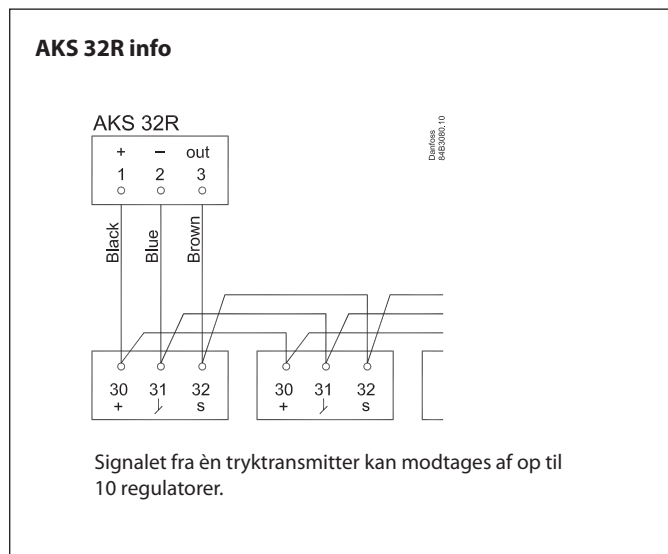 AKS 32R info
AKS 32R
+ – out
1 2 3
Black
Blue
Brown
Danfoss
84B3080.10
30 31 32
+ s
30 31 32
+ s
Signalet fra èn tryktransmitter kan modtages af op til
10 regulatorer.